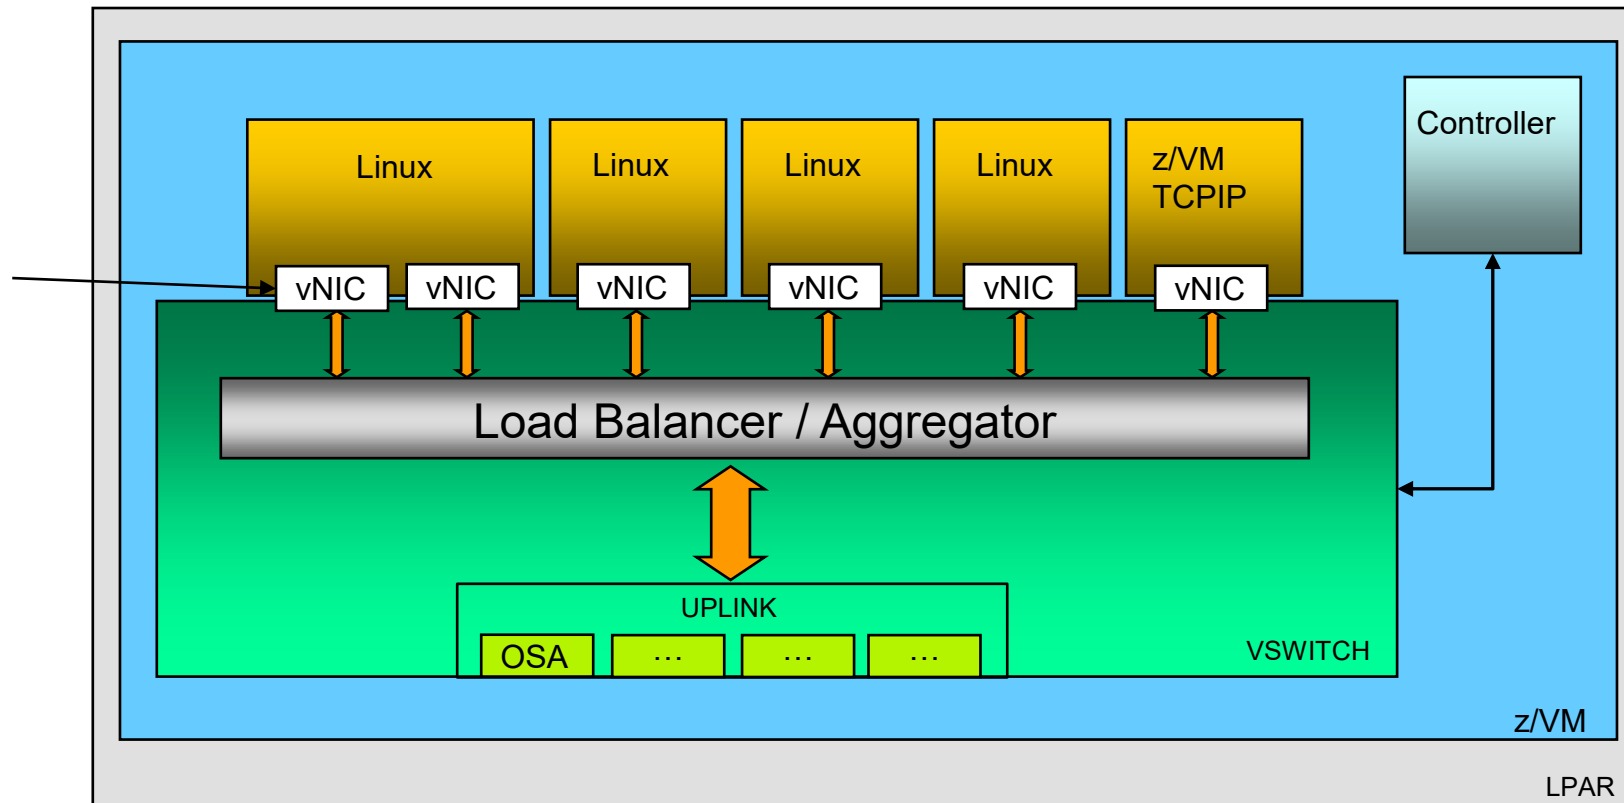 Controller
Linux
Linux
Linux
Linux
z/VM
TCPIP
vNIC
vNIC
vNIC
vNIC
vNIC
vNIC
Load Balancer / Aggregator
UPLINK
OSA
...
...
...
VSWITCH
z/VM
LPAR